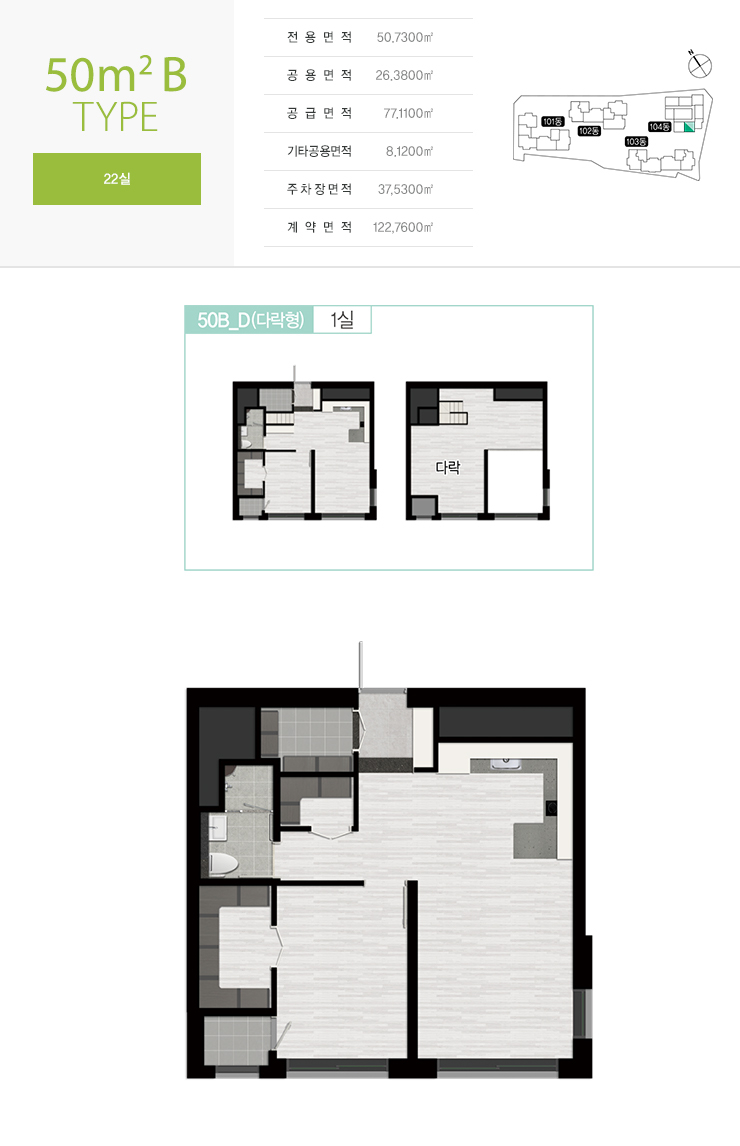 50m² B
TYPE
22실
전 용 면 적 50.7300㎡
공 용 면 적 26.3800㎡
공 급 면 적 77.1100㎡
기타공용면적 8.1200㎡
주차장면적 37.5300㎡
계 약 면 적 122.7600㎡
N
101동
102동
104동
103동
50B_D(다락형) 1실
다락